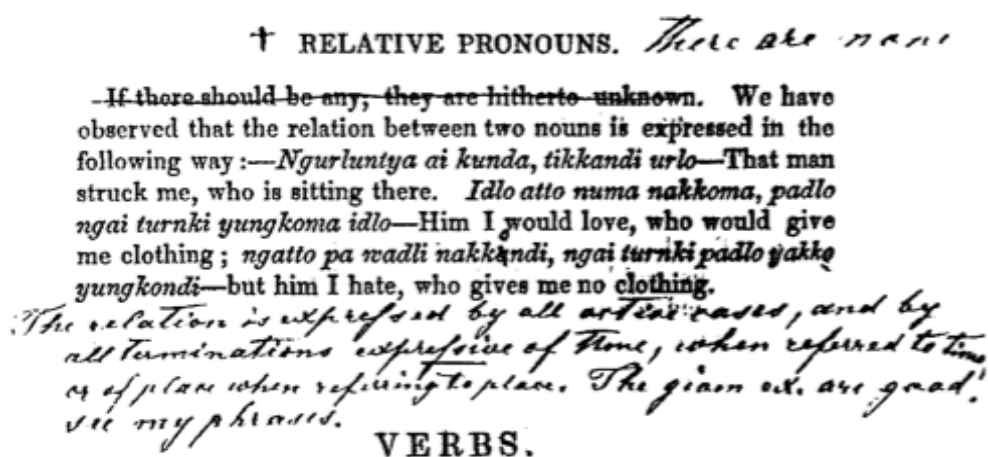 † RELATIVE PRONOUNS. There are none
If there should be any, they are hitherto unknown. We have
observed that the relation between two nouns is expressed in the
following way :—Ngurluntya ai kunda, tikkandi urlo—That man
struck me, who is sitting there. Idlo atto numa nakkoma, padlo
ngai turnki yungkoma idlo—Him I would love, who would give
me clothing ; ngatto pa wadli nakkandi, ngai turnki padlo yakko
yungkondi—but him I hate, who gives me no clothing.
The relation is expressed by all active cases, and by
all terminations expressive of time, when referred to time
or of place when referring to place. The given ex. are good.
see my phrases.
VERBS.